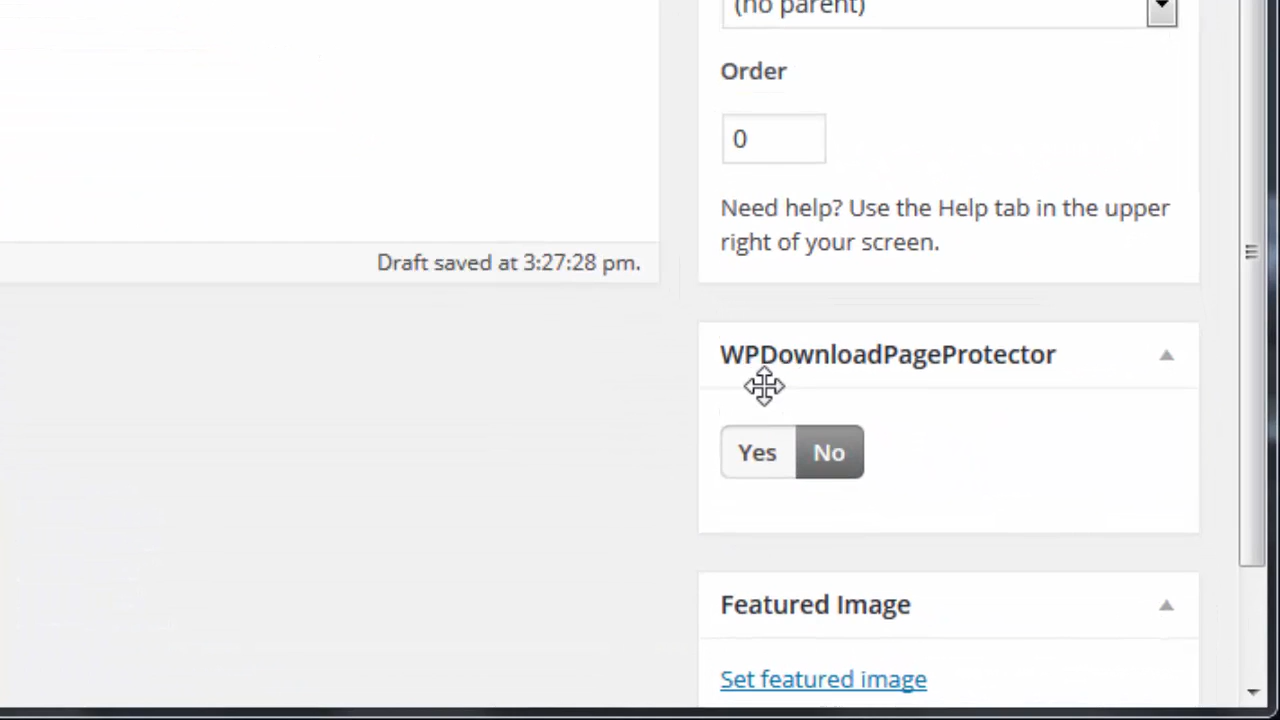 (no parent)
Order
0
Need help? Use the Help tab in the upper
right of your screen.
Draft saved at 3:27:28 pm.
WPDownloadPageProtector
Yes No
Featured Image
Set featured image